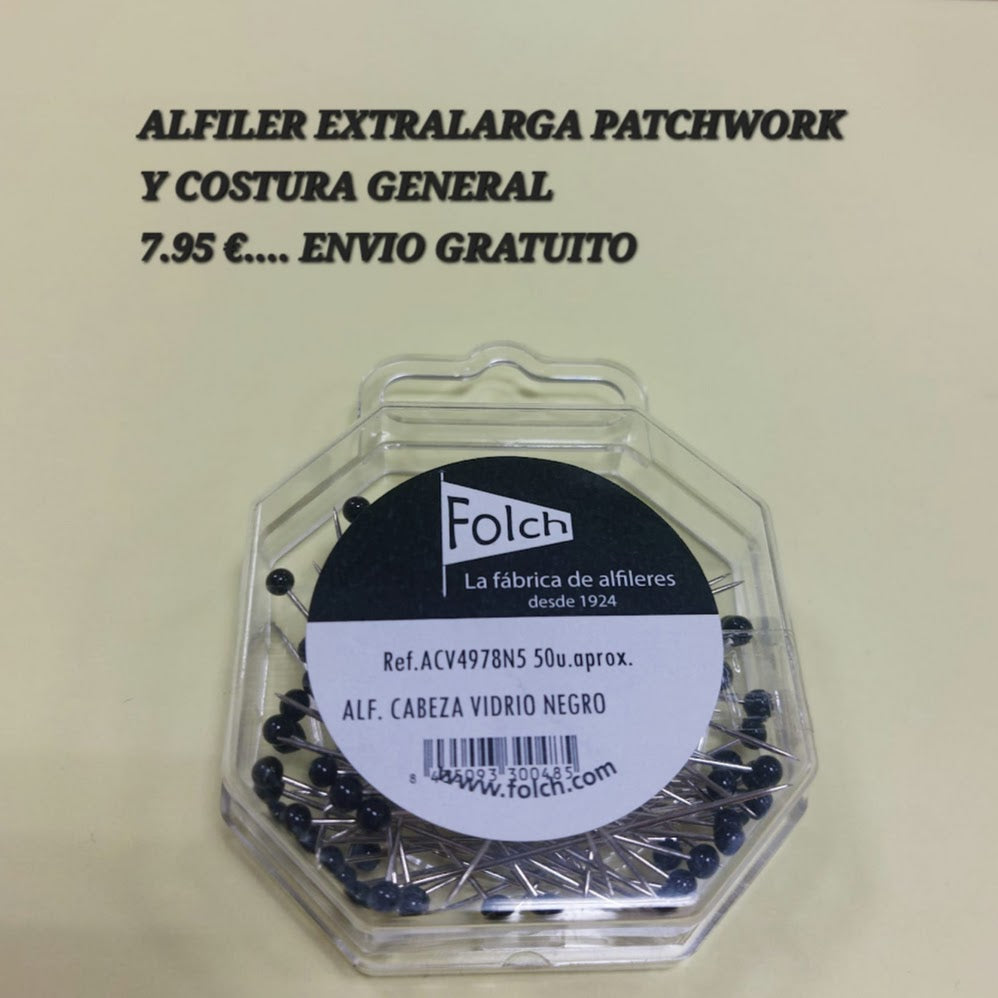 ALFILER EXTRALARGA PATCHWORK
Y COSTURA GENERAL
7.95 €.... ENVIO GRATUITO
Folch
La fábrica de alfileres
desde 1924
Ref.ACV4978N5 50u.aprox.
ALF. CABEZA VIDRIO NEGRO
www.folch.com